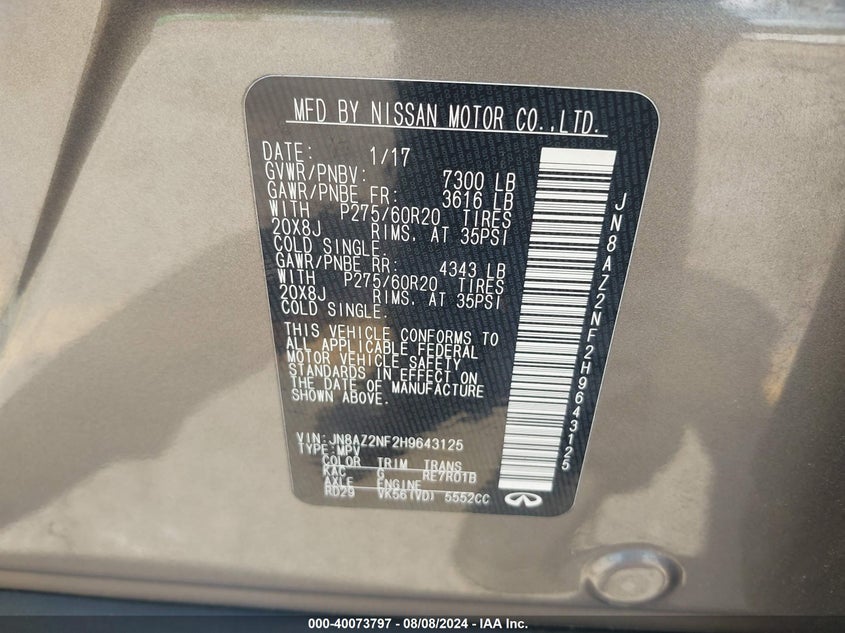 MFD BY NISSAN MOTOR CO.,LTD.
DATE: 1/17
GVWR/PNBV: 7300 LB
GAWR/PNBE FR: 3616 LB
WITH P275/60R20 TIRES
20X8J RIMS, AT 35PSI
COLD SINGLE.
GAWR/PNBE RR: 4343 LB
WITH P275/60R20 TIRES
20X8J RIMS, AT 35PSI
COLD SINGLE.
THIS VEHICLE CONFORMS TO
ALL APPLICABLE FEDERAL
MOTOR VEHICLE SAFETY
STANDARDS IN EFFECT ON
THE DATE OF MANUFACTURE
SHOWN ABOVE.
VIN:JN8AZ2NF2H9643125
TYPE:MPV
COLOR TRIM TRANS
KAC G RE7R01B
AXLE ENGINE
RD29 VK56(VD) 5552CC
JN8AZ2NF2H9643125
000-40073797 - 08/08/2024 - IAA Inc.